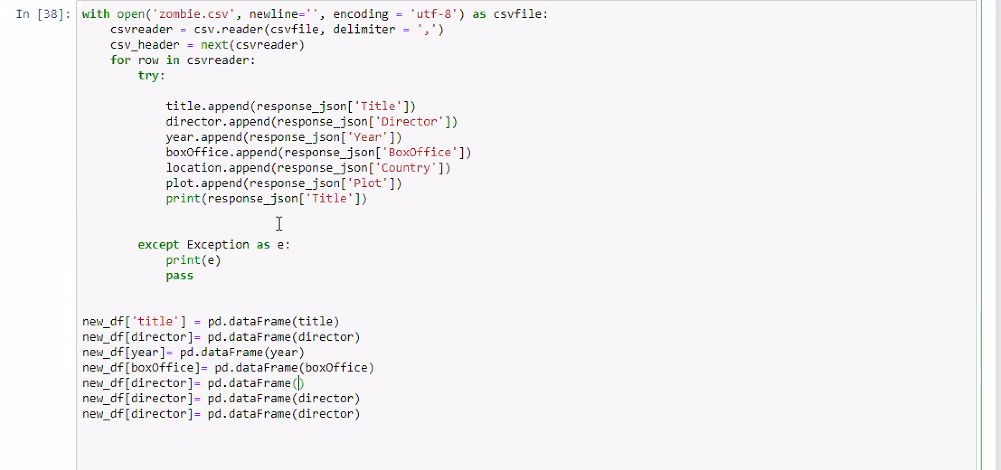 In [38]: with open('zombie.csv', newline='', encoding = 'utf-8') as csvfile:
csvreader = csv.reader(csvfile, delimiter = ',')
csv_header = next(csvreader)
for row in csvreader:
try:
title.append(response_json['Title'])
director.append(response_json['Director'])
year.append(response_json['Year'])
boxOffice.append(response_json['BoxOffice'])
location.append(response_json['Country'])
plot.append(response_json['Plot'])
print(response_json['Title'])
except Exception as e:
print(e)
pass
new_df['title'] = pd.dataFrame(title)
new_df[director]= pd.dataFrame(director)
new_df[year]= pd.dataFrame(year)
new_df[boxOffice]= pd.dataFrame(boxOffice)
new_df[director]= pd.dataFrame()
new_df[director]= pd.dataFrame(director)
new_df[director]= pd.dataFrame(director)